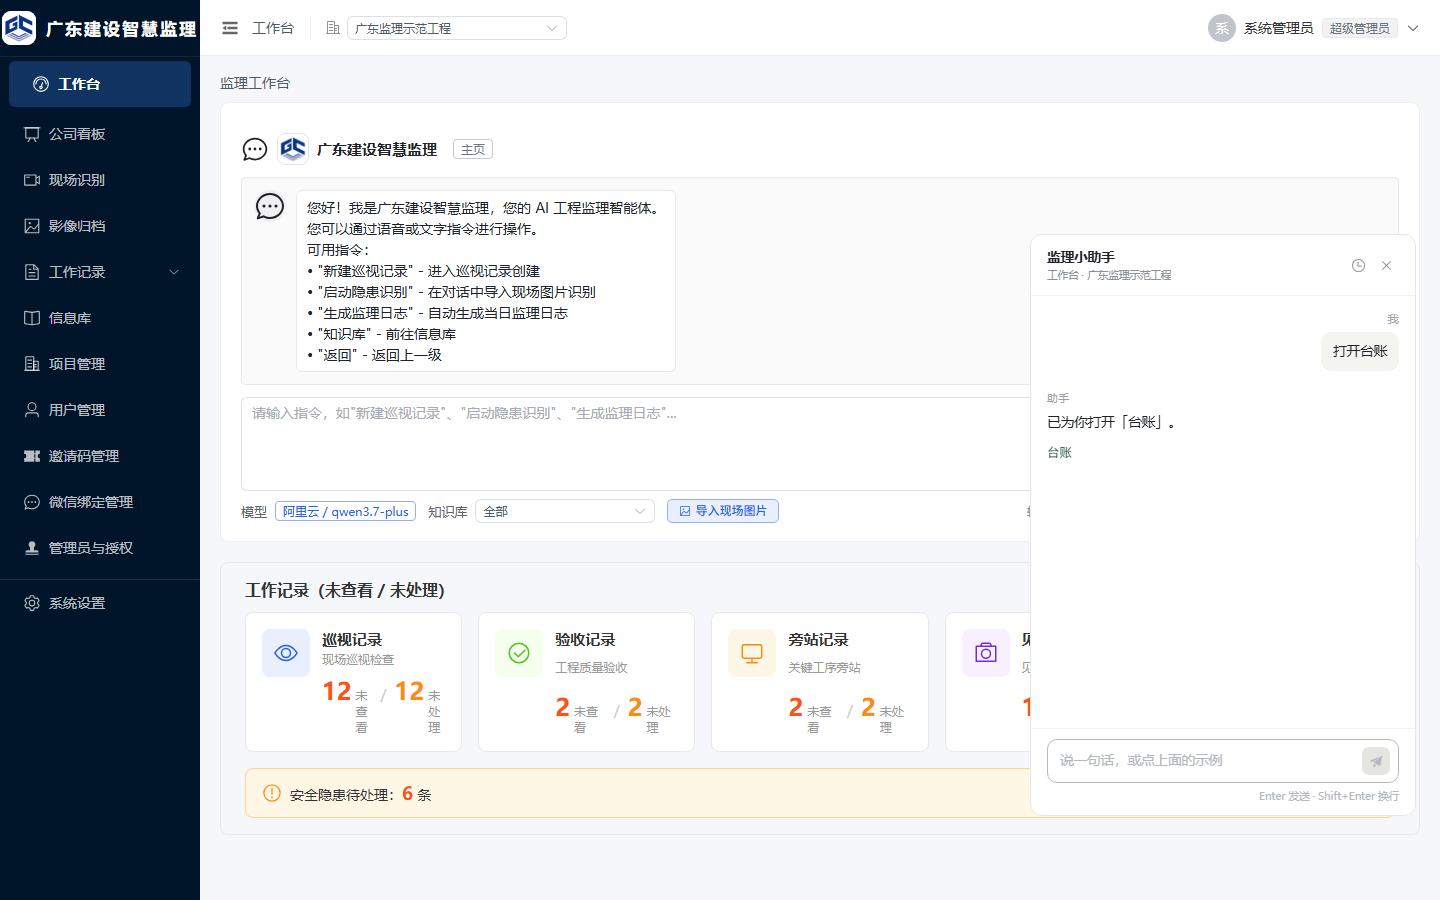 广东建设智慧监理
工作台
公司看板
现场识别
影像归档
工作记录
信息库
项目管理
用户管理
邀请码管理
微信绑定管理
管理员与授权
系统设置
工作台
广东监理示范工程
系
系统管理员
超级管理员
监理工作台
广东建设智慧监理
主页
您好！我是广东建设智慧监理，您的 AI 工程监理智能体。
您可以通过语音或文字指令进行操作。
可用指令：
• "新建巡视记录" - 进入巡视记录创建
• "启动隐患识别" - 在对话中导入现场图片识别
• "生成监理日志" - 自动生成当日监理日志
• "知识库" - 前往信息库
• "返回" - 返回上一级
请输入指令，如"新建巡视记录"、"启动隐患识别"、"生成监理日志"...
模型
阿里云 / qwen3.7-plus
知识库
全部
导入现场图片
工作记录（未查看 / 未处理）
巡视记录
现场巡视检查
12 未查看 / 12 未处理
验收记录
工程质量验收
2 未查看 / 2 未处理
旁站记录
关键工序旁站
2 未查看 / 2 未处理
安全隐患待处理：6 条
监理小助手
工作台 · 广东监理示范工程
我
打开台账
助手
已为你打开「台账」。
台账
说一句话，或点上面的示例
Enter 发送 · Shift+Enter 换行